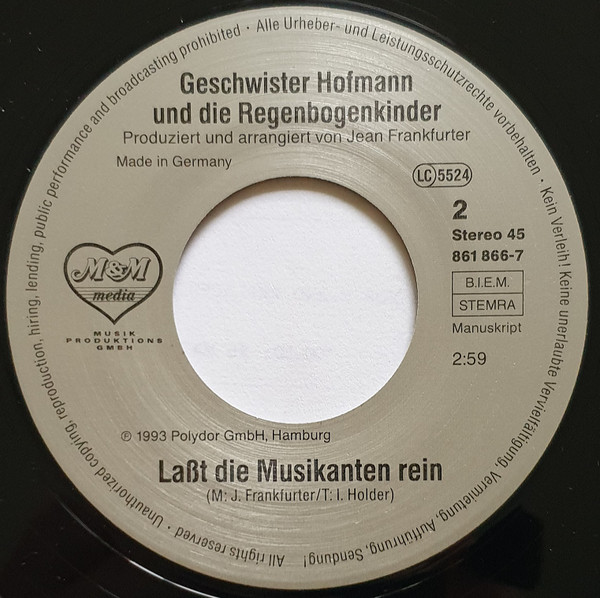 Alle Urheber- und Leistungsschutzrechte vorbehalten · Kein Verleih! Keine unerlaubte Vervielfältigung, Vermietung, Aufführung, Sendung!
All rights reserved · Unauthorized copying, reproduction, hiring, lending, public performance and broadcasting prohibited ·
Geschwister Hofmann
und die Regenbogenkinder
Produziert und arrangiert von Jean Frankfurter
Made in Germany
LC 5524
2
Stereo 45
861 866-7
B.I.E.M.
STEMRA
Manuskript
2:59
M&M
media
MUSIK
PRODUKTIONS
GMBH
℗ 1993 Polydor GmbH, Hamburg
Laßt die Musikanten rein
(M: J. Frankfurter/T: I. Holder)